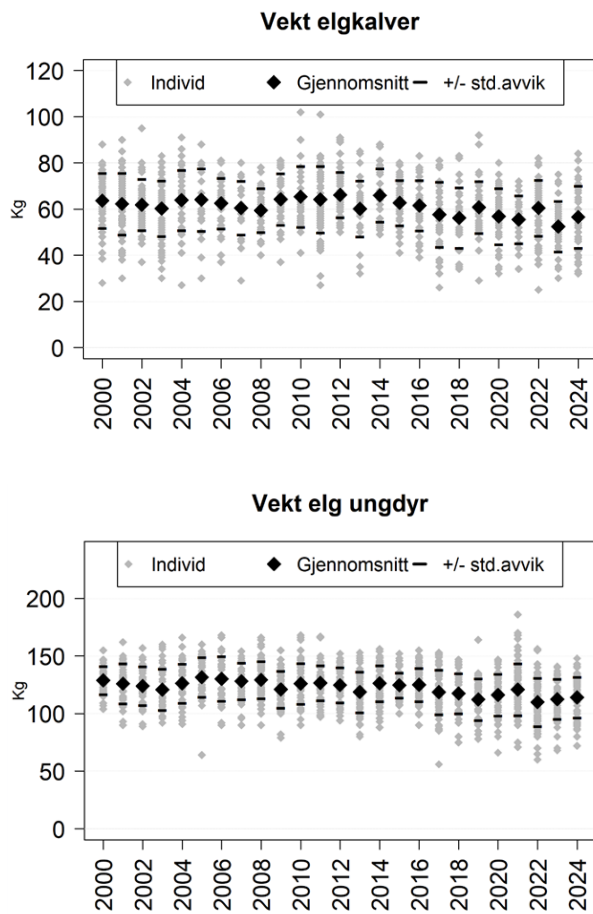 Vekt elgkalver
Individ Gjennomsnitt +/- std.avvik
Kg
120
100
80
60
40
20
0
2000 2002 2004 2006 2008 2010 2012 2014 2016 2018 2020 2022 2024
Vekt elg ungdyr
Individ Gjennomsnitt +/- std.avvik
Kg
200
150
100
50
0
2000 2002 2004 2006 2008 2010 2012 2014 2016 2018 2020 2022 2024